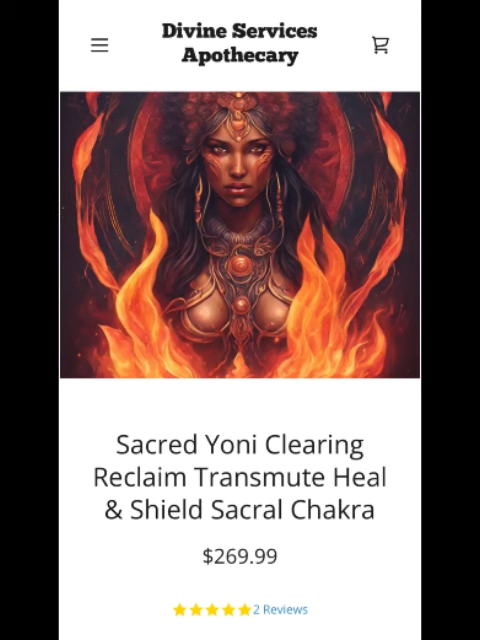 Divine Services
Apothecary
Sacred Yoni Clearing
Reclaim Transmute Heal
& Shield Sacral Chakra
$269.99
2 Reviews